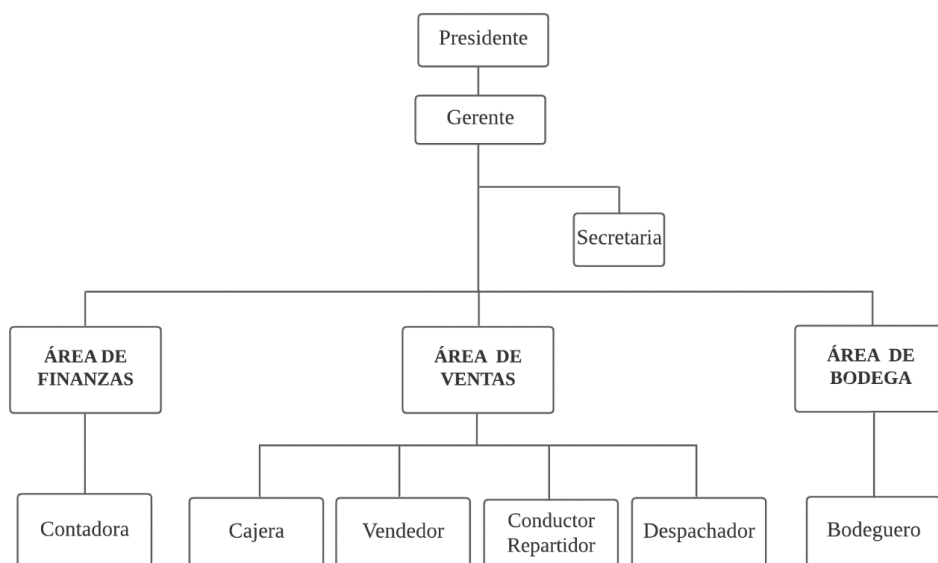 Presidente
Gerente
Secretaria
ÁREA DE
FINANZAS
ÁREA DE
VENTAS
ÁREA DE
BODEGA
Contadora
Cajera
Vendedor
Conductor
Repartidor
Despachador
Bodeguero